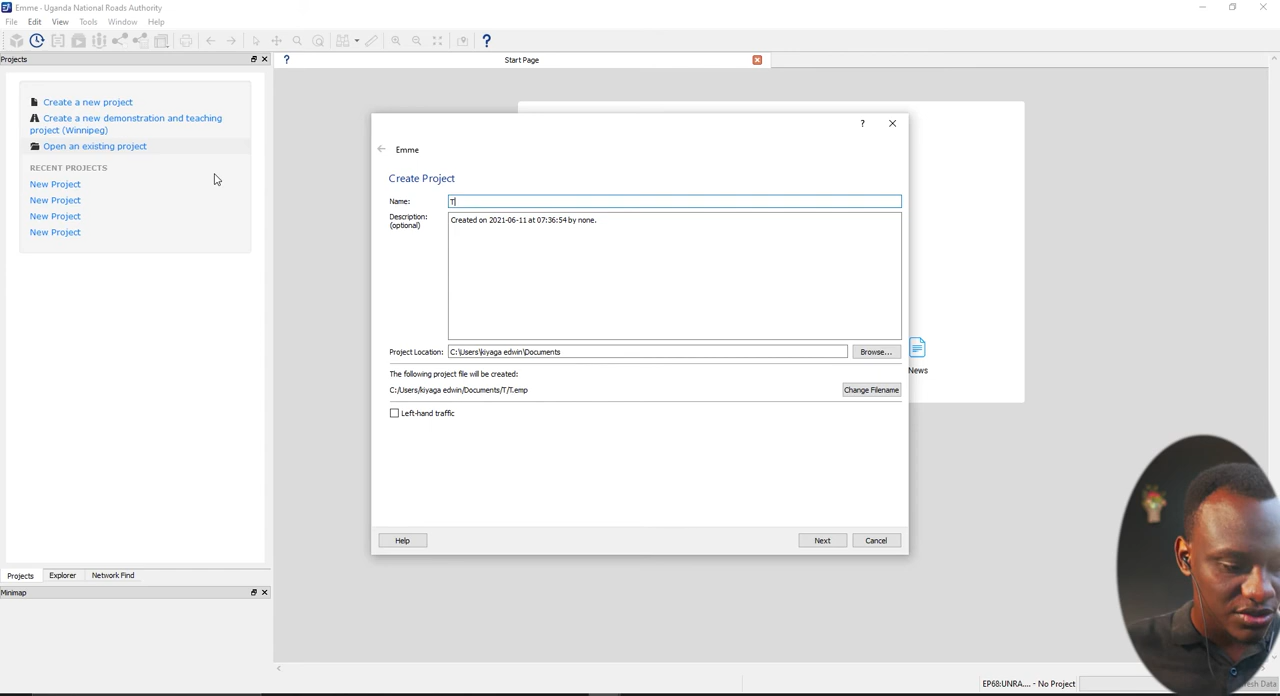 Emme - Uganda National Roads Authority
File Edit View Tools Window Help
Projects
Start Page
Create a new project
Create a new demonstration and teaching
project (Winnipeg)
Open an existing project
RECENT PROJECTS
New Project
New Project
New Project
New Project
Emme
Create Project
Name: T
Description:
(optional)
Created on 2021-06-11 at 07:36:54 by none.
Project Location: C:\Users\kiyaga edwin\Documents Browse...
The following project file will be created:
C:/Users/kiyaga edwin/Documents/T/T.emp Change Filename
Left-hand traffic
Help Next Cancel
News
Projects Explorer Network Find
Minimap
EP68:UNRA.... - No Project
fresh Data